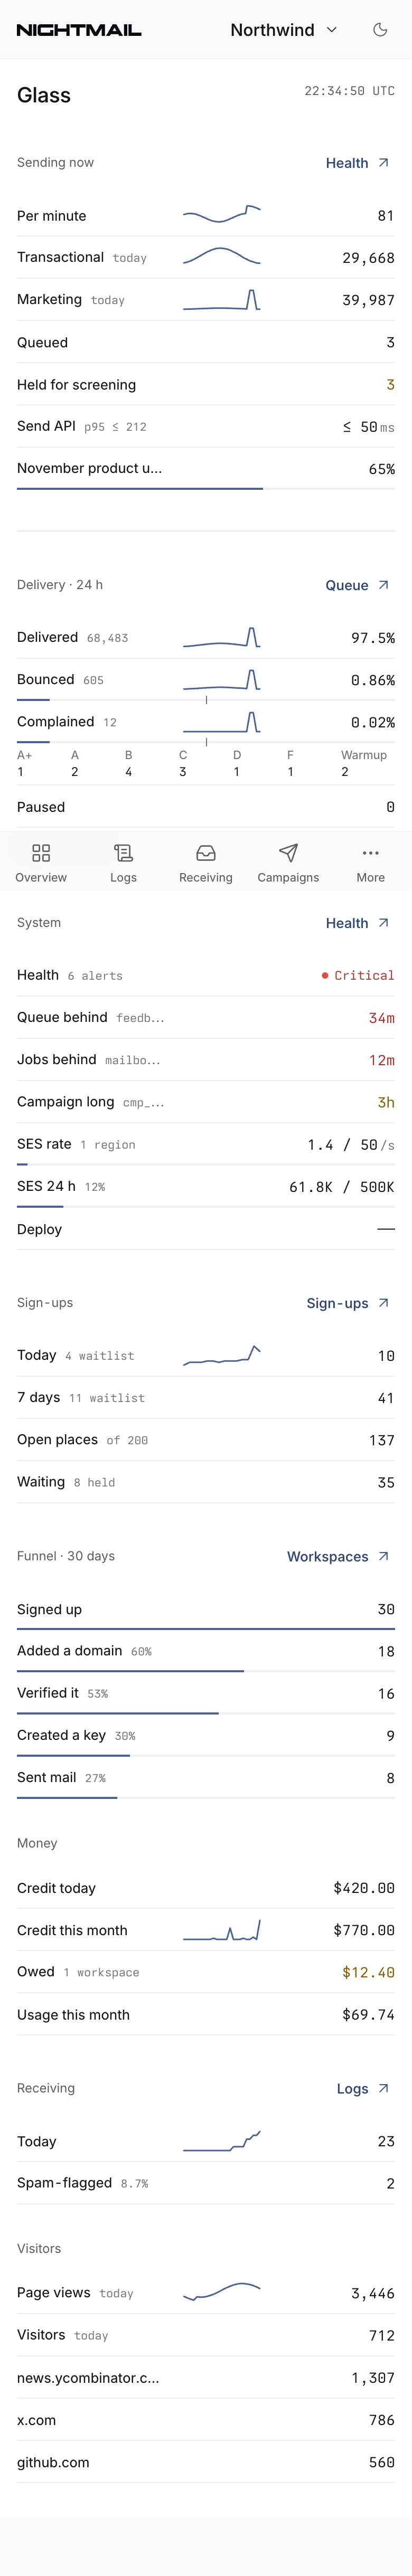 NIGHTMAIL
Northwind
Glass
22:34:50 UTC
Sending now
Health
Per minute
81
Transactional today
29,668
Marketing today
39,987
Queued
3
Held for screening
3
Send API p95 ≤ 212
≤ 50 ms
November product u...
65%
Delivery · 24 h
Queue
Delivered 68,483
97.5%
Bounced 605
0.86%
Complained 12
0.02%
A+ A B C D F Warmup
1 2 4 3 1 1 2
Paused
0
Overview Logs Receiving Campaigns More
System
Health
Health 6 alerts
Critical
Queue behind feedb...
34m
Jobs behind mailbo...
12m
Campaign long cmp_...
3h
SES rate 1 region
1.4 / 50 /s
SES 24 h 12%
61.8K / 500K
Deploy
—
Sign-ups
Sign-ups
Today 4 waitlist
10
7 days 11 waitlist
41
Open places of 200
137
Waiting 8 held
35
Funnel · 30 days
Workspaces
Signed up
30
Added a domain 60%
18
Verified it 53%
16
Created a key 30%
9
Sent mail 27%
8
Money
Credit today
$420.00
Credit this month
$770.00
Owed 1 workspace
$12.40
Usage this month
$69.74
Receiving
Logs
Today
23
Spam-flagged 8.7%
2
Visitors
Page views today
3,446
Visitors today
712
news.ycombinator.c...
1,307
x.com
786
github.com
560